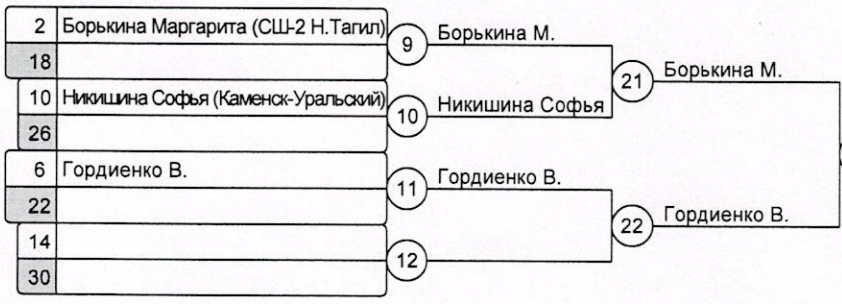 2 Борькина Маргарита (СШ-2 Н.Тагил)
18
9 Борькина М.
10 Никишина Софья (Каменск-Уральский)
26
10 Никишина Софья
21 Борькина М.
6 Гордиенко В.
22
11 Гордиенко В.
14
30
12
22 Гордиенко В.